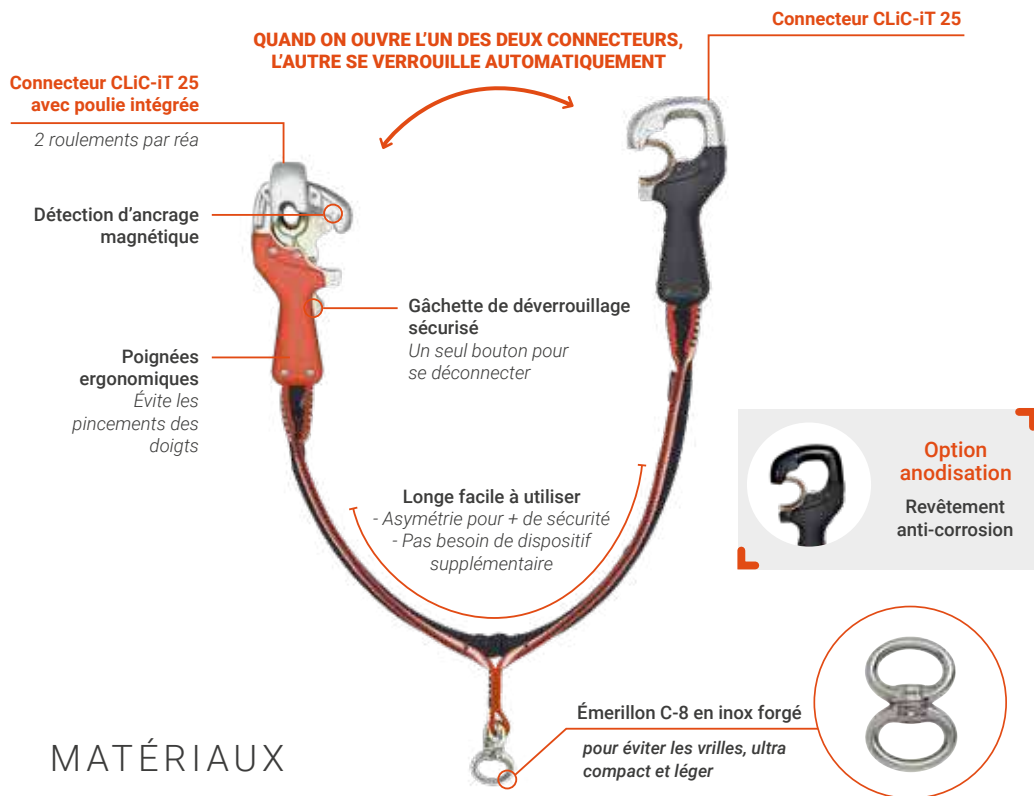 Connecteur CLiC-iT 25
QUAND ON OUVRE L'UN DES DEUX CONNECTEURS,
L'AUTRE SE VERROUILLE AUTOMATIQUEMENT
Connecteur CLiC-iT 25
avec poulie intégrée
2 roulements par réa
Détection d'ancrage
magnétique
Gâchette de déverrouillage
sécurisé
Un seul bouton pour
se déconnecter
Poignées
ergonomiques
Évite les
pincements des
doigts
Option
anodisation
Revêtement
anti-corrosion
Longe facile à utiliser
- Asymétrie pour + de sécurité
- Pas besoin de dispositif
supplémentaire
Émerillon C-8 en inox forgé
pour éviter les vrilles, ultra
compact et léger
MATÉRIAUX